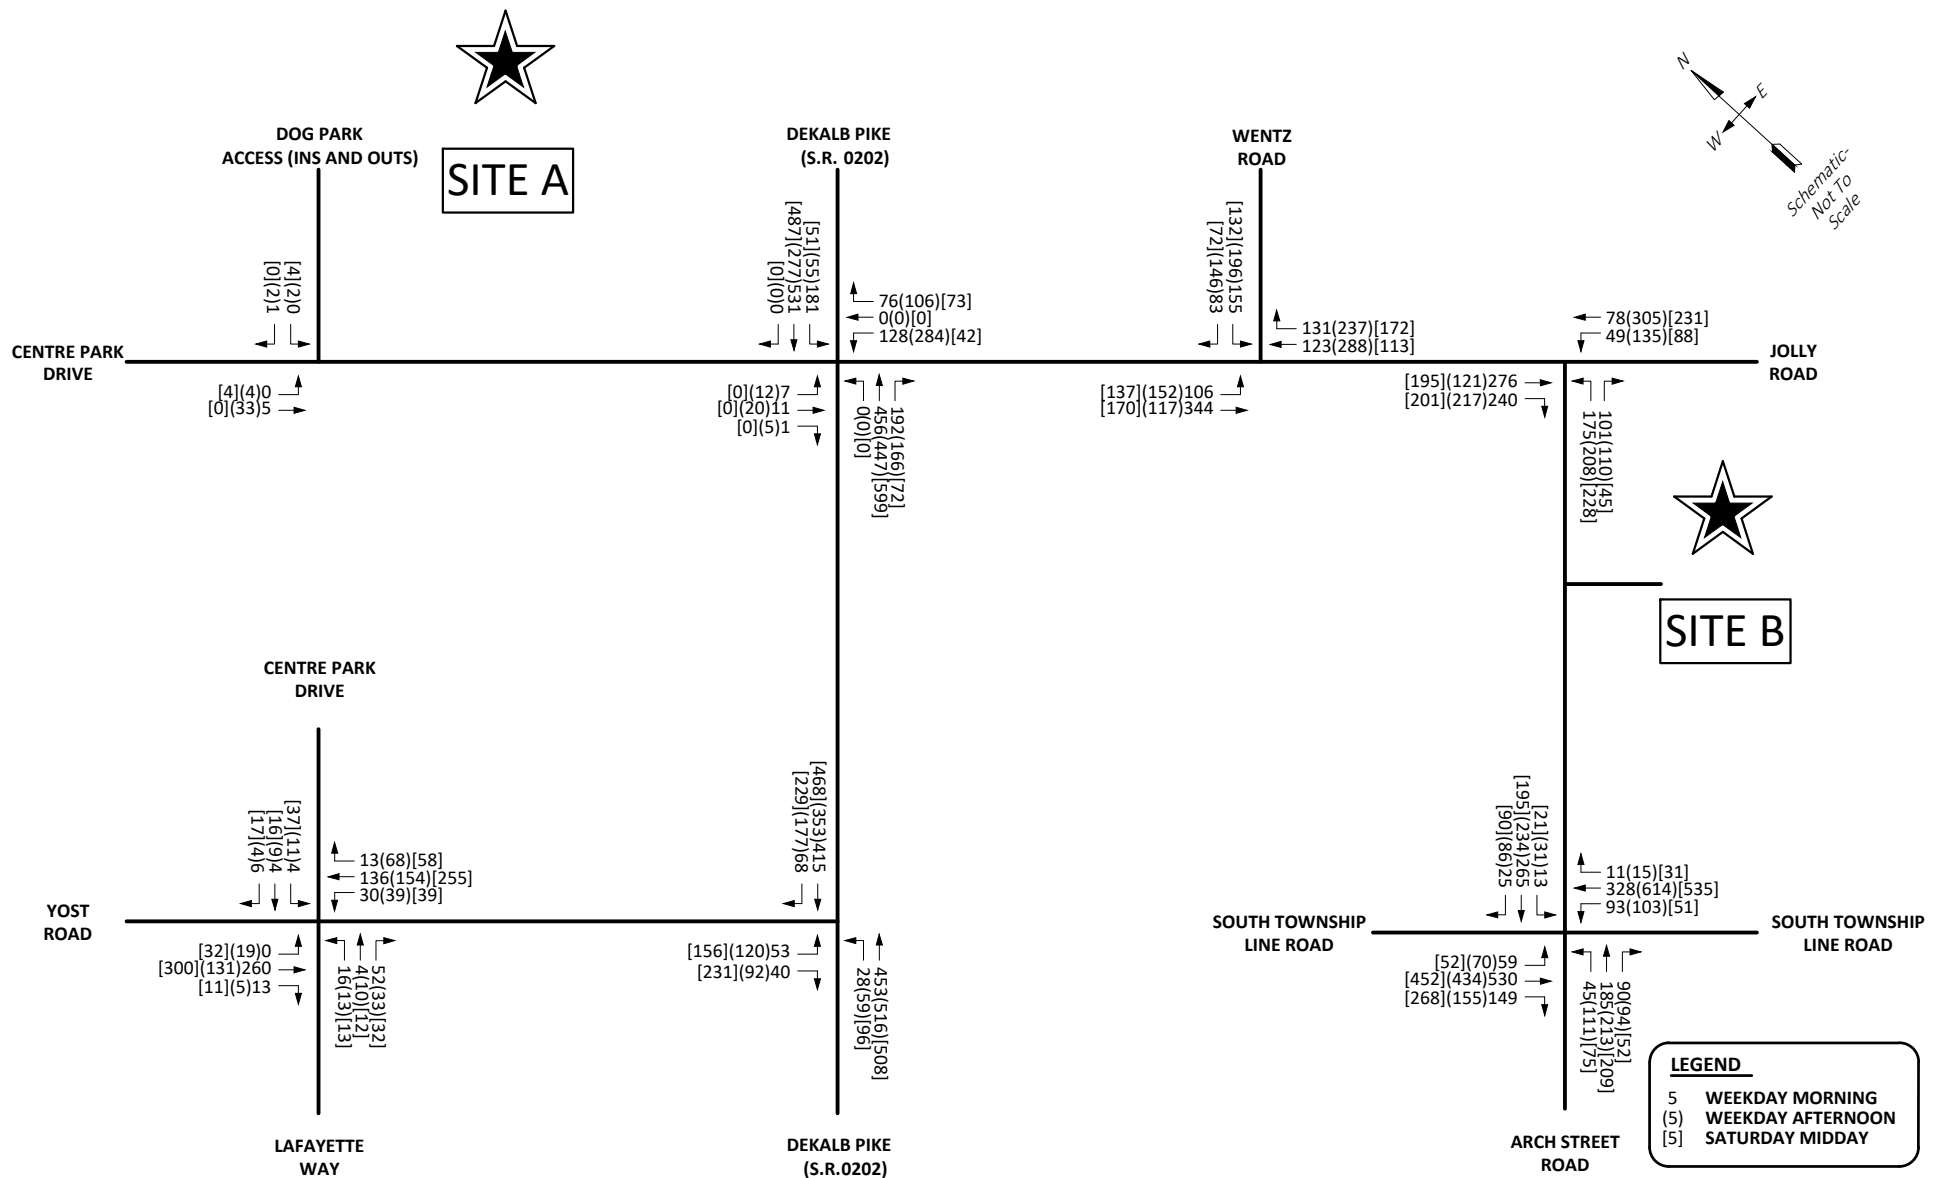 N
E
W
Schematic-
Not To
Scale
SITE A
DOG PARK
ACCESS (INS AND OUTS)
DEKALB PIKE
(S.R. 0202)
WENTZ
ROAD
[4](2)0
[0](2)1
CENTRE PARK
DRIVE
[4](4)0
[0](33)5
[51](55)181
[487](277)531
[0](0)0
76(106)[73]
0(0)[0]
128(284)[42]
[0](12)7
[0](20)11
[0](5)1
0(0)[0]
456(447)[599]
192(166)[72]
[132](196)155
[72](146)83
131(237)[172]
123(288)[113]
[137](152)106
[170](117)344
78(305)[231]
49(135)[88]
JOLLY
ROAD
[195](121)276
[201](217)240
101(110)[45]
175(208)[228]
SITE B
CENTRE PARK
DRIVE
[37](11)4
[16](9)4
[17](4)6
13(68)[58]
136(154)[255]
30(39)[39]
YOST
ROAD
[32](19)0
[300](131)260
[11](5)13
52(33)[32]
4(10)[12]
16(13)[13]
LAFAYETTE
WAY
[468](353)415
[229](177)68
[156](120)53
[231](92)40
453(516)[508]
28(59)[96]
DEKALB PIKE
(S.R.0202)
[21](31)13
[195](234)265
[90](86)25
11(15)[31]
328(614)[535]
93(103)[51]
SOUTH TOWNSHIP
LINE ROAD
SOUTH TOWNSHIP
LINE ROAD
[52](70)59
[452](434)530
[268](155)149
90(94)[52]
185(213)[209]
45(111)[75]
ARCH STREET
ROAD
LEGEND
5 WEEKDAY MORNING
(5) WEEKDAY AFTERNOON
[5] SATURDAY MIDDAY